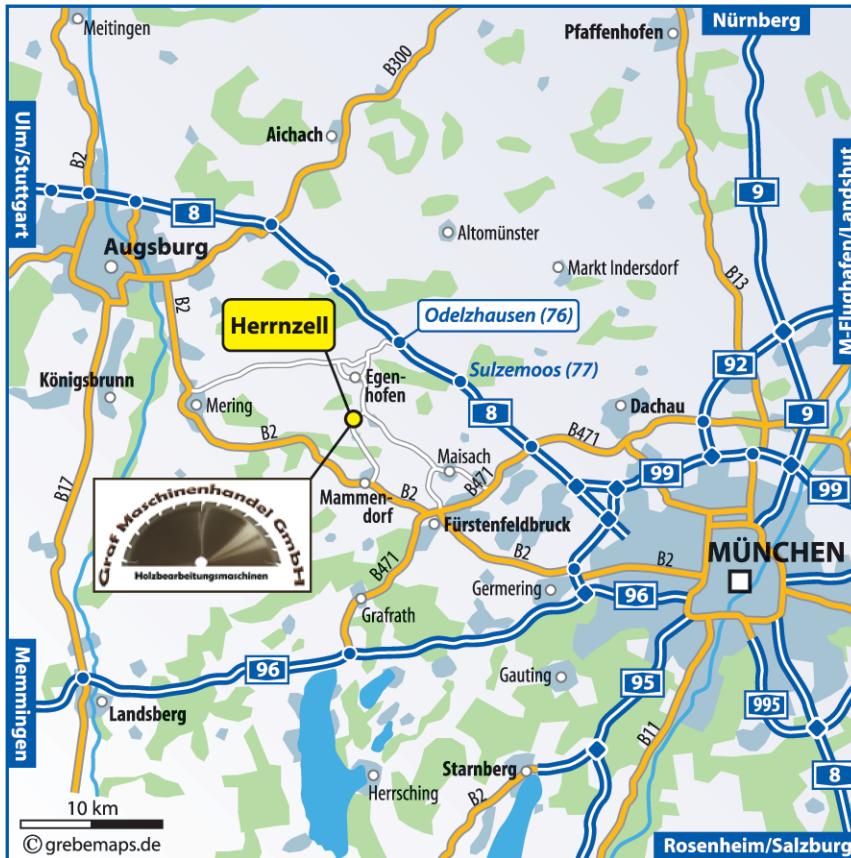 Nürnberg
Meitingen
Pfaffenhofen
B300
Ulm/Stuttgart
Aichach
B2
8
9
M-Flughafen/Landshut
Augsburg
Altomünster
Markt Indersdorf
B13
B2
Herrnzell
Odelzhausen (76)
Sulzemoos (77)
92
Königsbrunn
Egen-
hofen
Mering
8
Dachau
9
B2
B471
Maisach
B471
99
99
B17
Mammen-
dorf
B2
Fürstenfeldbruck
Graf Maschinenhandel GmbH
Holzbearbeitungsmaschinen
B2
B2
MÜNCHEN
B471
Germering
96
Grafrath
Memmingen
96
Gauting
95
995
Landsberg
B11
Starnberg
Herrsching
B2
8
10 km
© grebemaps.de
Rosenheim/Salzburg